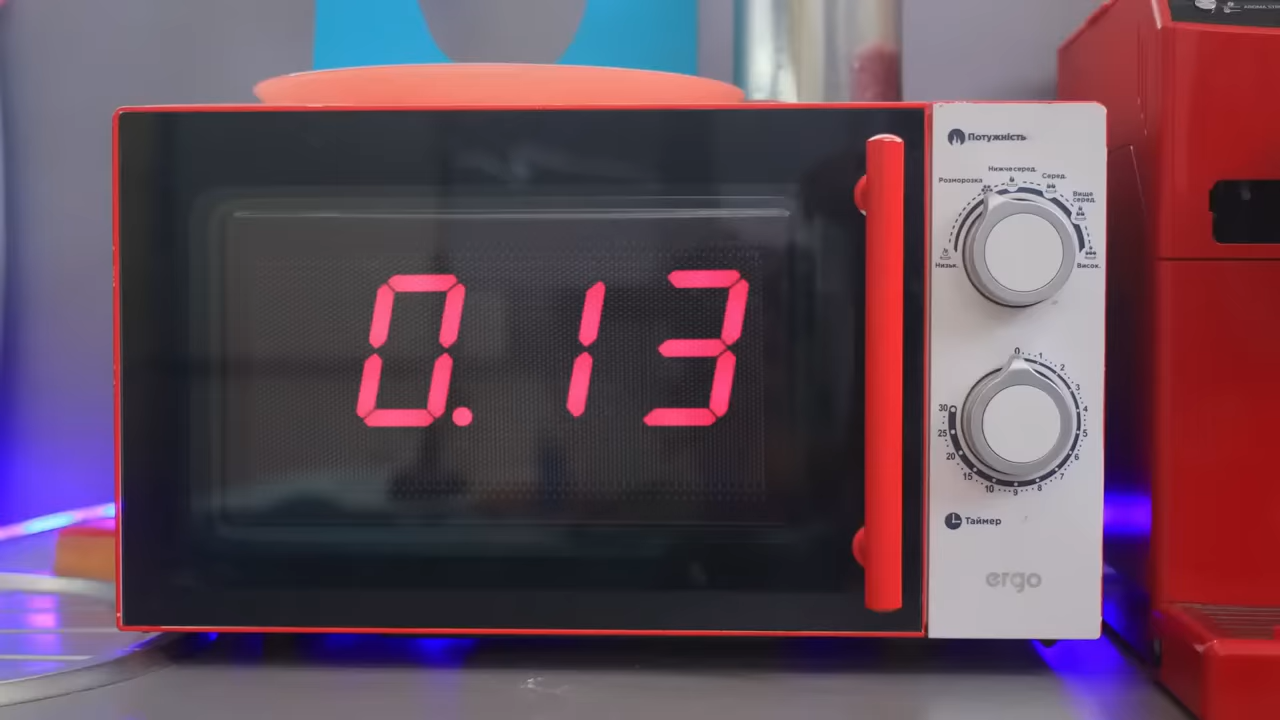 0.13
Потужність
Нижчесеред.
Розморозка
Серед.
Вище
серед.
Низьк.
Висок.
0
1
2
3
4
5
6
7
8
9
10
15
20
25
30
Таймер
ergo